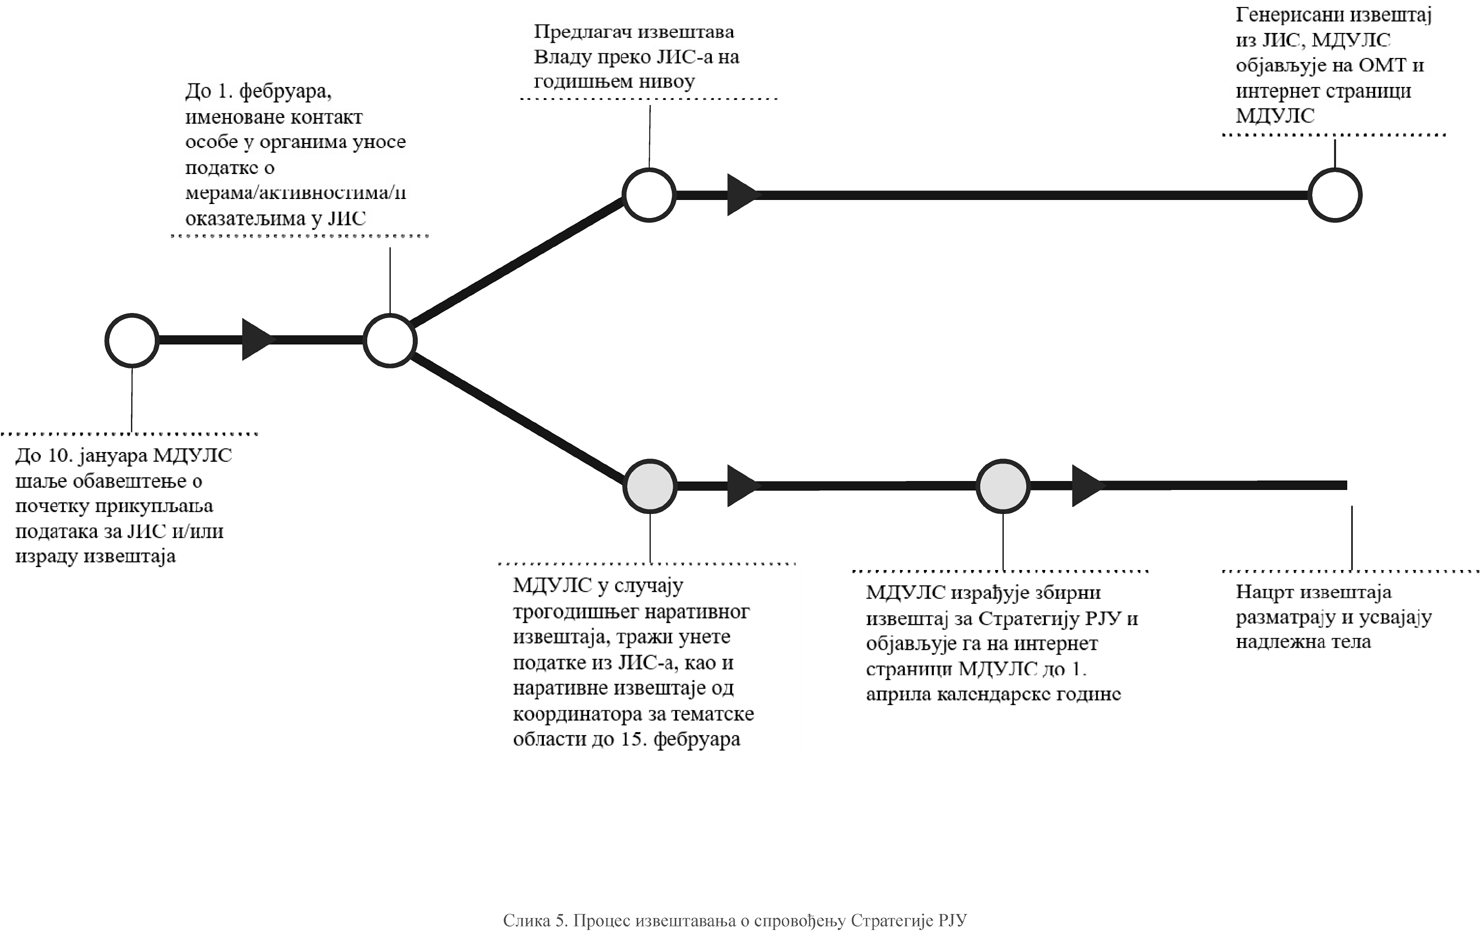 До 10. јануара МДУЛС
шаље обавештење о
почетку прикупљања
података за ЈИС и/или
израду извештаја
До 1. фебруара,
именоване контакт
особе у органима уносе
податке о
мерама/активностима/п
оказатељима у ЈИС
Предлагач извештава
Владу преко ЈИС-а на
годишњем нивоу
Генерисани извештај
из ЈИС, МДУЛС
објављује на ОМТ и
интернет страници
МДУЛС
МДУЛС у случају
трогодишњег наративног
извештаја, тражи унете
податке из ЈИС-а, као и
наративне извештаје од
координатора за тематске
области до 15. фебруара
МДУЛС израђује збирни
извештај за Стратегију РЈУ и
објављује га на интернет
страници МДУЛС до 1.
априла календарске године
Нацрт извештаја
разматрају и усвајају
надлежна тела
Слика 5. Процес извештавања о спровођењу Стратегије РЈУ